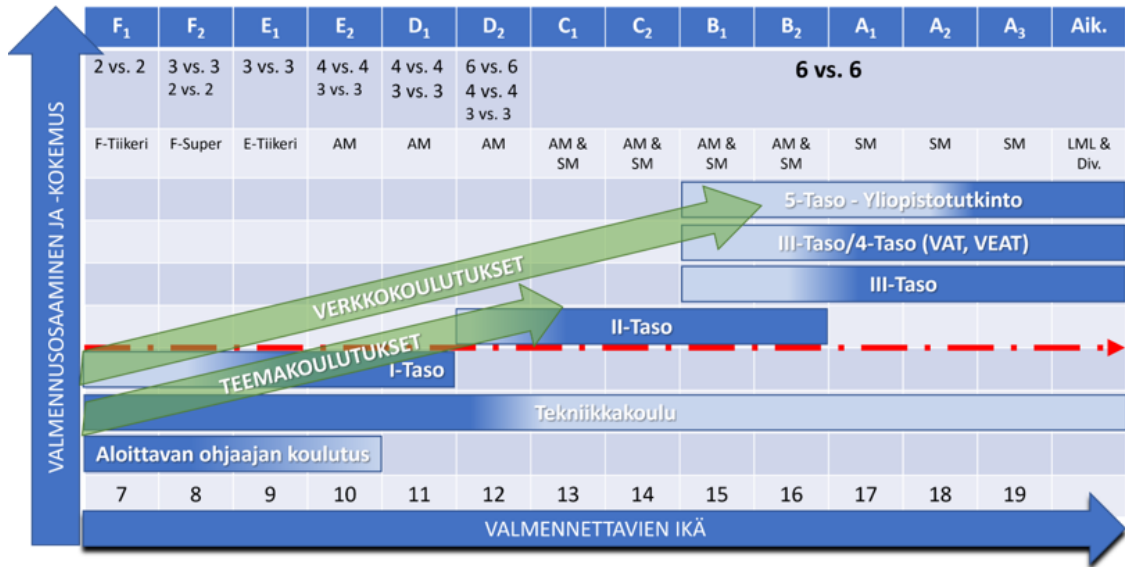 F1 F2 E1 E2 D1 D2 C1 C2 B1 B2 A1 A2 A3 Aik.
2 vs. 2 3 vs. 3 3 vs. 3 4 vs. 4 4 vs. 4 6 vs. 6 6 vs. 6
2 vs. 2 3 vs. 3 3 vs. 3 4 vs. 4
3 vs. 3
F-Tiikeri F-Super E-Tiikeri AM AM AM AM & AM & AM & AM & SM SM SM LML &
SM SM SM SM Div.
5-Taso - Yliopistotutkinto
III-Taso/4-Taso (VAT, VEAT)
III-Taso
VERKKOKOULUTUKSET
II-Taso
TEEMAKOULUTUKSET
I-Taso
Tekniikkakoulu
Aloittavan ohjaajan koulutus
7 8 9 10 11 12 13 14 15 16 17 18 19
VALMENNETTAVIEN IKÄ
VALMENNUSOSAAMINEN JA -KOKEMUS